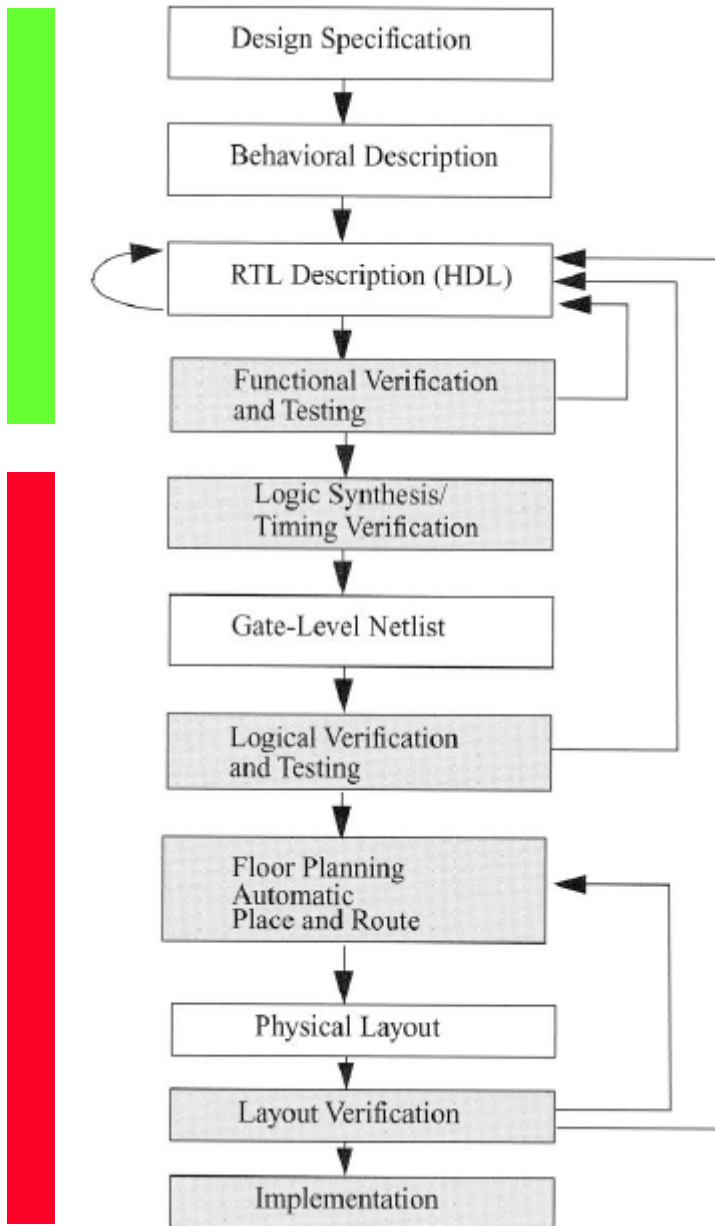 Design Specification
Behavioral Description
RTL Description (HDL)
Functional Verification
and Testing
Logic Synthesis/
Timing Verification
Gate-Level Netlist
Logical Verification
and Testing
Floor Planning
Automatic
Place and Route
Physical Layout
Layout Verification
Implementation